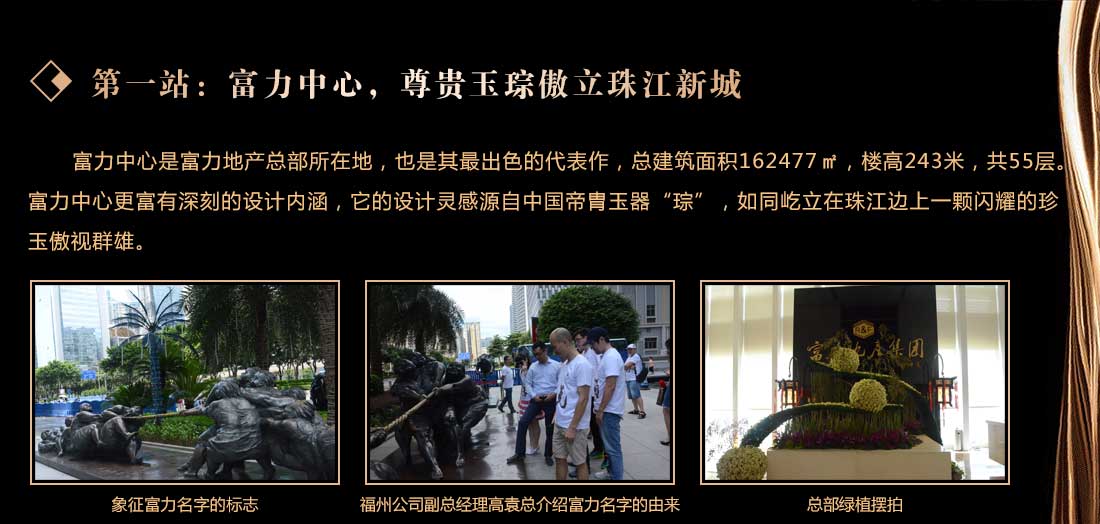 第一站：富力中心，尊贵玉琮傲立珠江新城
富力中心是富力地产总部所在地，也是其最出色的代表作，总建筑面积162477㎡，楼高243米，共55层。
富力中心更富有深刻的设计内涵，它的设计灵感源自中国帝胄玉器“琮”，如同屹立在珠江边上一颗闪耀的珍
玉傲视群雄。
R&F
富力地产集团
象征富力名字的标志
福州公司副总经理高袁总介绍富力名字的由来
总部绿植摆拍